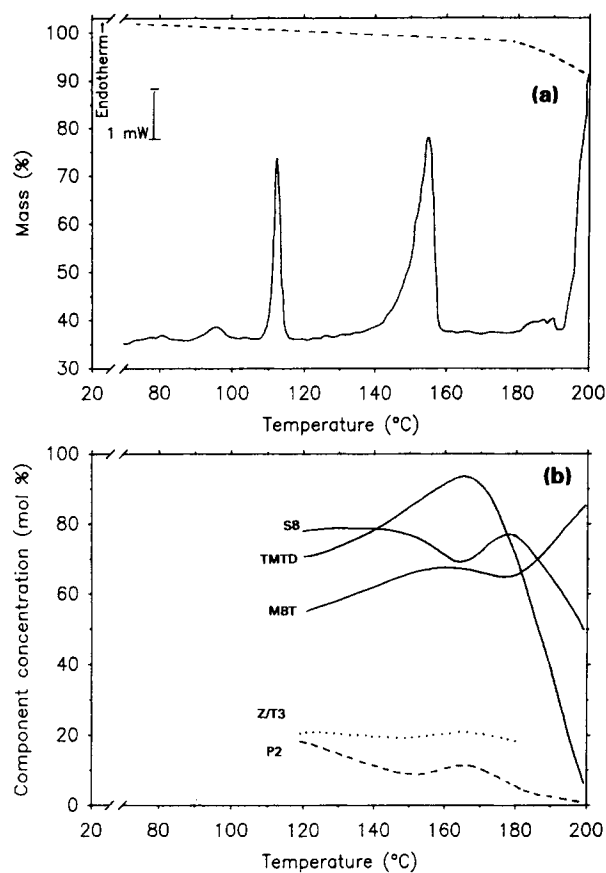 Endotherm→
1 mW
(a)
Mass (%)
100
90
80
70
60
50
40
30
20 100 120 140 160 180 200
Temperature (°C)
(b)
Component concentration (mol %)
100
80
60
40
20
0
S8
TMTD
MBT
Z/T3
P2
20 100 120 140 160 180 200
Temperature (°C)